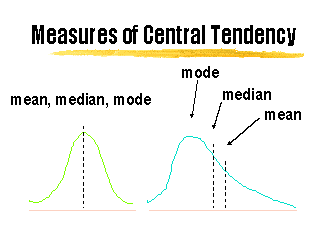 Measures of Central Tendency
mode
mean, median, mode
median
mean